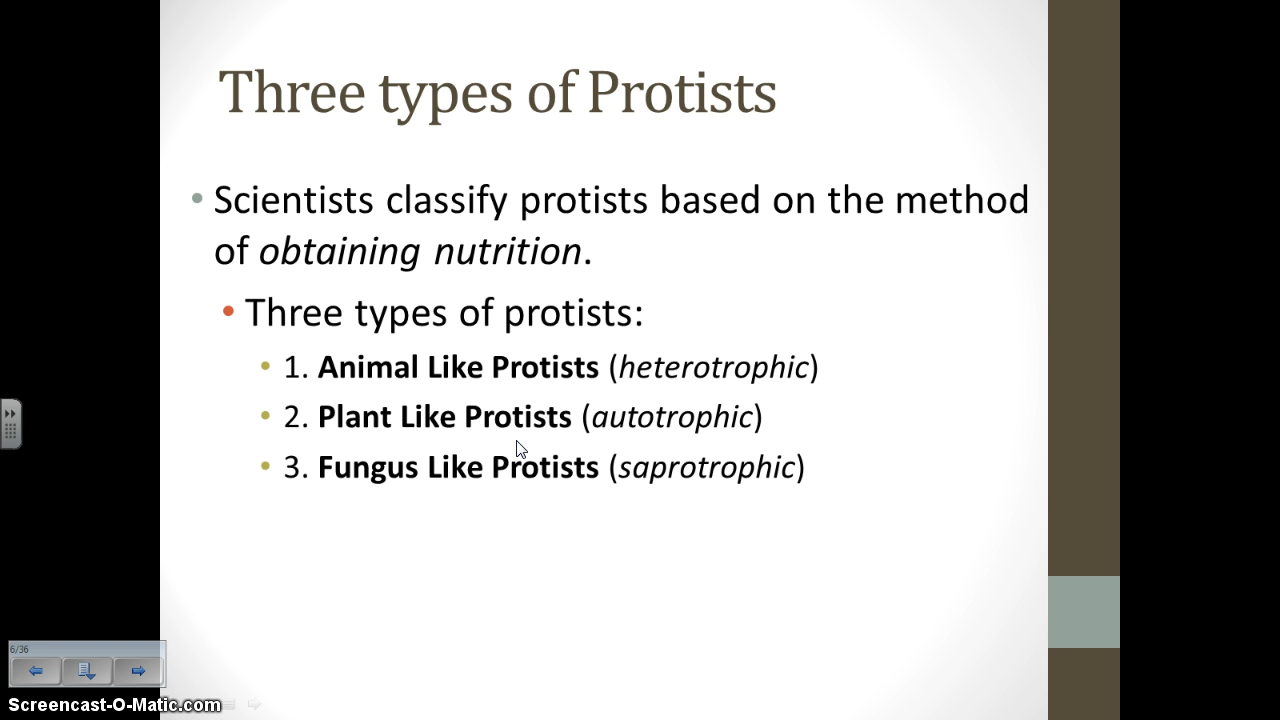 Three types of Protists
• Scientists classify protists based on the method
of obtaining nutrition.
• Three types of protists:
• 1. Animal Like Protists (heterotrophic)
• 2. Plant Like Protists (autotrophic)
• 3. Fungus Like Protists (saprotrophic)
6/36
Screencast-O-Matic.com